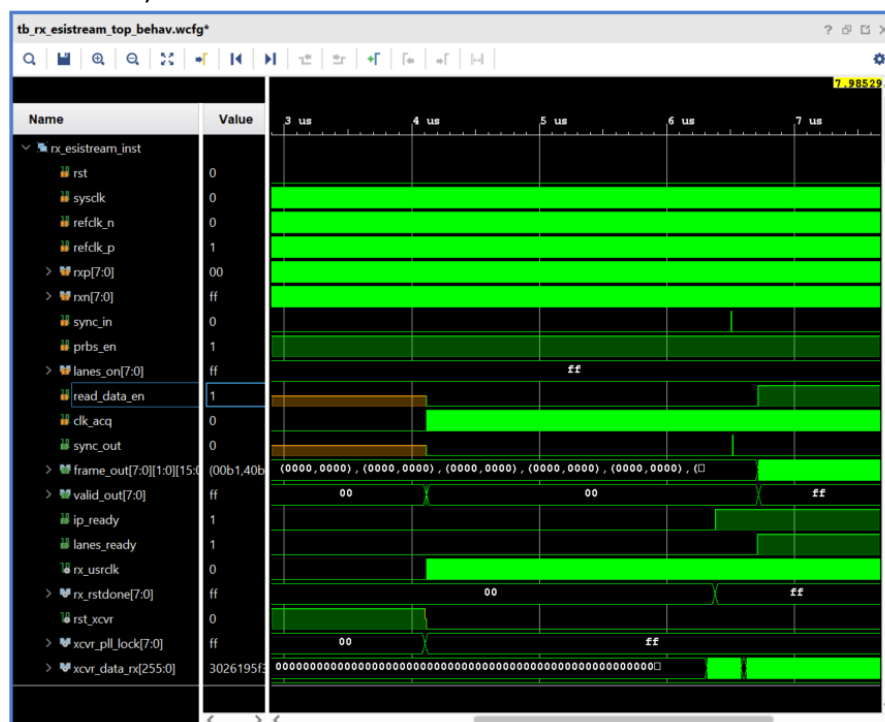 tb_rx_esistream_top_behav.wcfg*
7.98529
Name Value 3 us 4 us 5 us 6 us 7 us
rx_esistream_inst
rst 0
sysclk 0
refclk_n 0
refclk_p 1
rxp[7:0] 00
rxn[7:0] ff
sync_in 0
prbs_en 1
lanes_on[7:0] ff ff
read_data_en 1
clk_acq 0
sync_out 0
frame_out[7:0][1:0][15:0 (00b1,40b (0000,0000),(0000,0000),(0000,0000),(0000,0000),(0000,0000),(
valid_out[7:0] ff 00 00 ff
ip_ready 1
lanes_ready 1
rx_usrclk 0
rx_rstdone[7:0] ff 00 ff
rst_xcvr 0
xcvr_pll_lock[7:0] ff 00 ff
xcvr_data_rx[255:0] 3026195f3